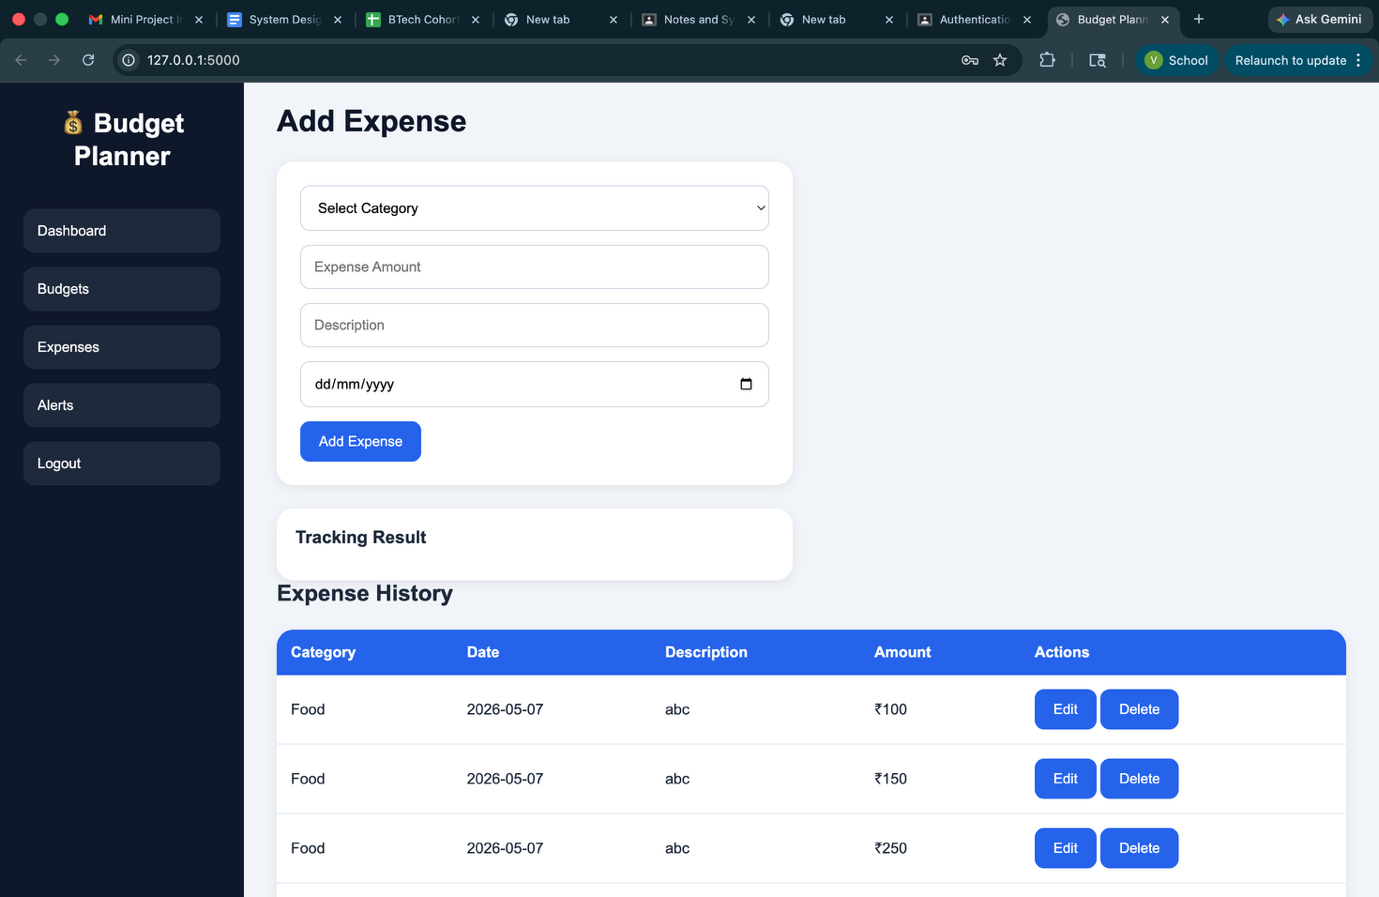 Mini Project I
System Desig
BTech Cohor
New tab
Notes and Sy
New tab
Authenticatio
Budget Plann
Ask Gemini
127.0.0.1:5000
V School
Relaunch to update
Budget
Planner
Dashboard
Budgets
Expenses
Alerts
Logout
Add Expense
Select Category
Expense Amount
Description
dd/mm/yyyy
Add Expense
Tracking Result
Expense History
Category Date Description Amount Actions
Food 2026-05-07 abc ₹100 Edit Delete
Food 2026-05-07 abc ₹150 Edit Delete
Food 2026-05-07 abc ₹250 Edit Delete